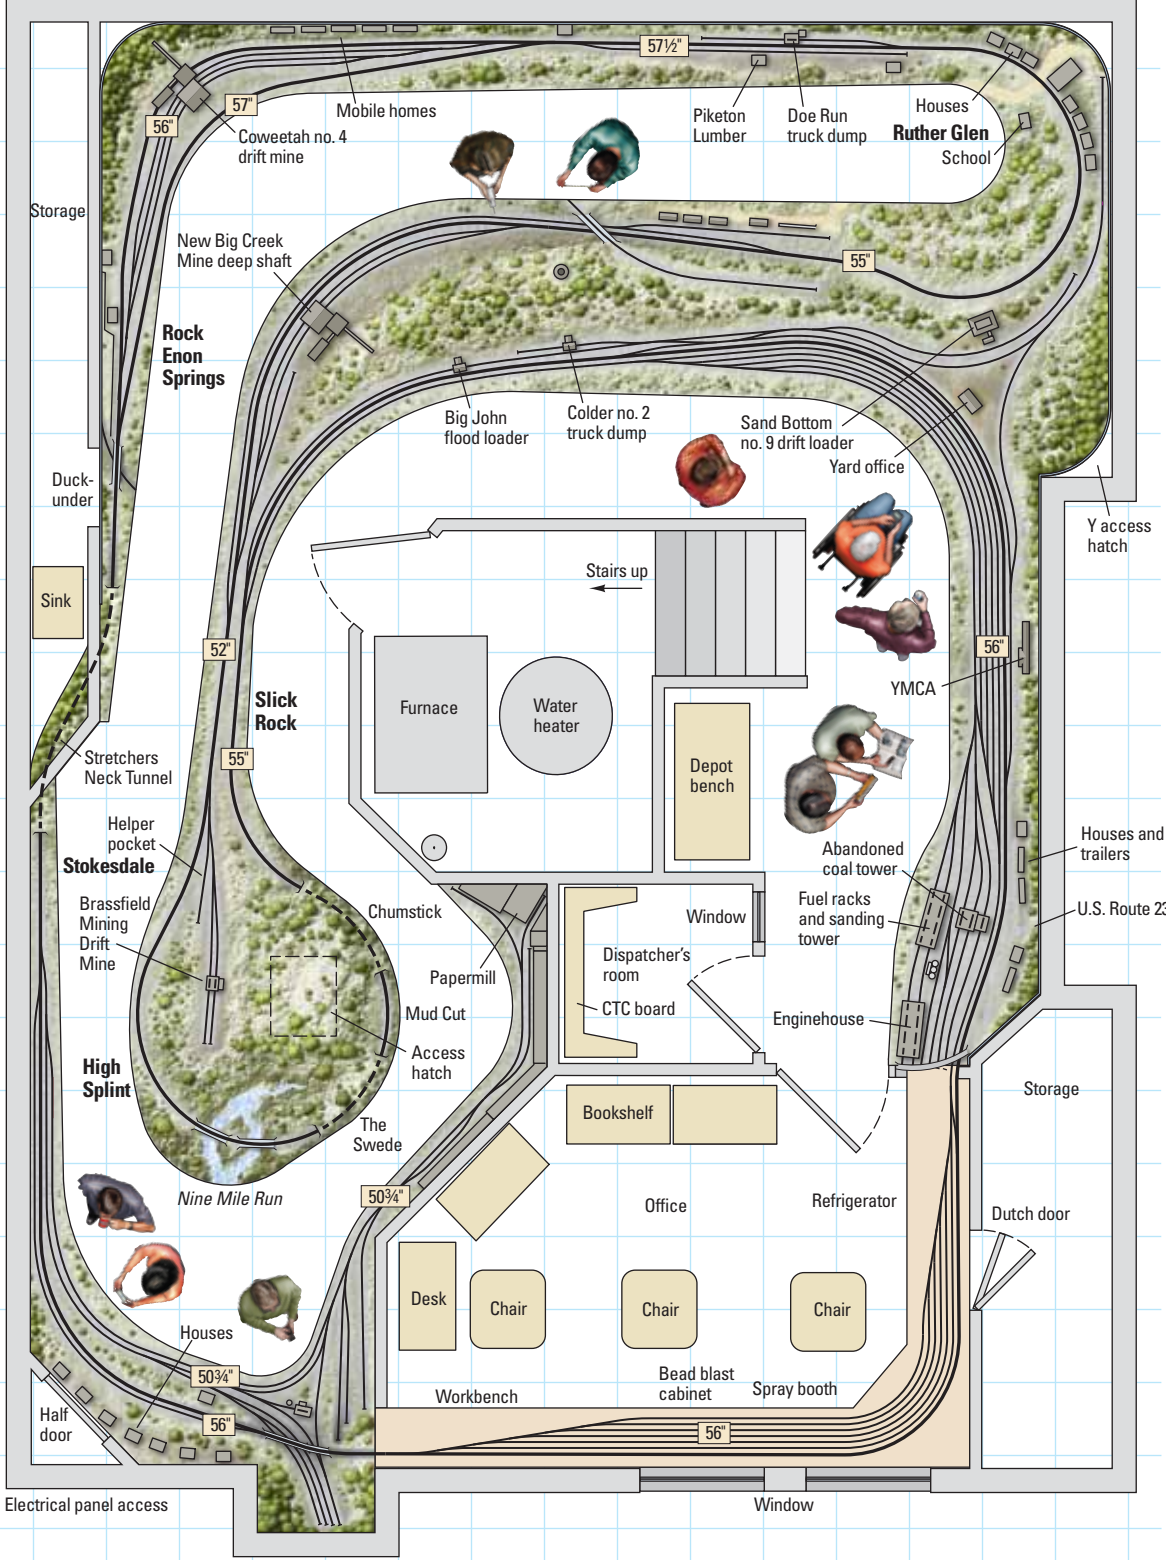 57½"
57"
56"
Mobile homes
Coweetah no. 4
drift mine
Piketon
Lumber
Doe Run
truck dump
Houses
Ruther Glen
School
Storage
New Big Creek
Mine deep shaft
55"
Rock
Enon
Springs
Big John
flood loader
Colder no. 2
truck dump
Sand Bottom
no. 9 drift loader
Yard office
Duck-
under
Y access
hatch
Sink
Stairs up
52"
56"
YMCA
Slick
Rock
Furnace
Water
heater
55"
Stretchers
Neck Tunnel
Depot
bench
Helper
pocket
Stokesdale
Houses and
trailers
Abandoned
coal tower
Brassfield
Mining
Drift
Mine
Chumstick
Fuel racks
and sanding
tower
U.S. Route 23
Window
Papermill
Dispatcher's
room
CTC board
Mud Cut
Enginehouse
Access
hatch
High
Splint
Storage
Bookshelf
The
Swede
Nine Mile Run
50¾"
Office
Refrigerator
Dutch door
Desk
Chair
Chair
Chair
Houses
50¾"
Workbench
Bead blast
cabinet
Spray booth
Half
door
56"
56"
Electrical panel access
Window